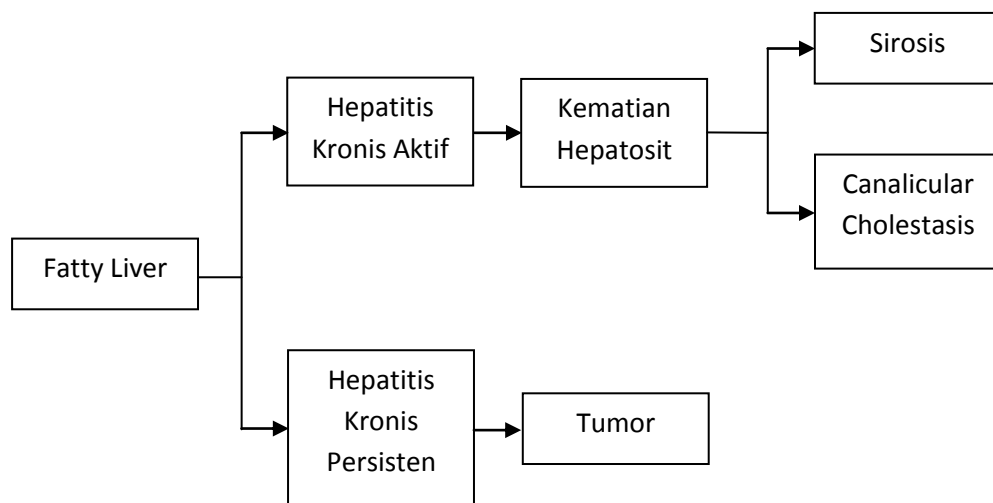 Sirosis
Hepatitis
Kronis Aktif
Kematian
Hepatosit
Canalicular
Cholestasis
Fatty Liver
Hepatitis
Kronis
Persisten
Tumor